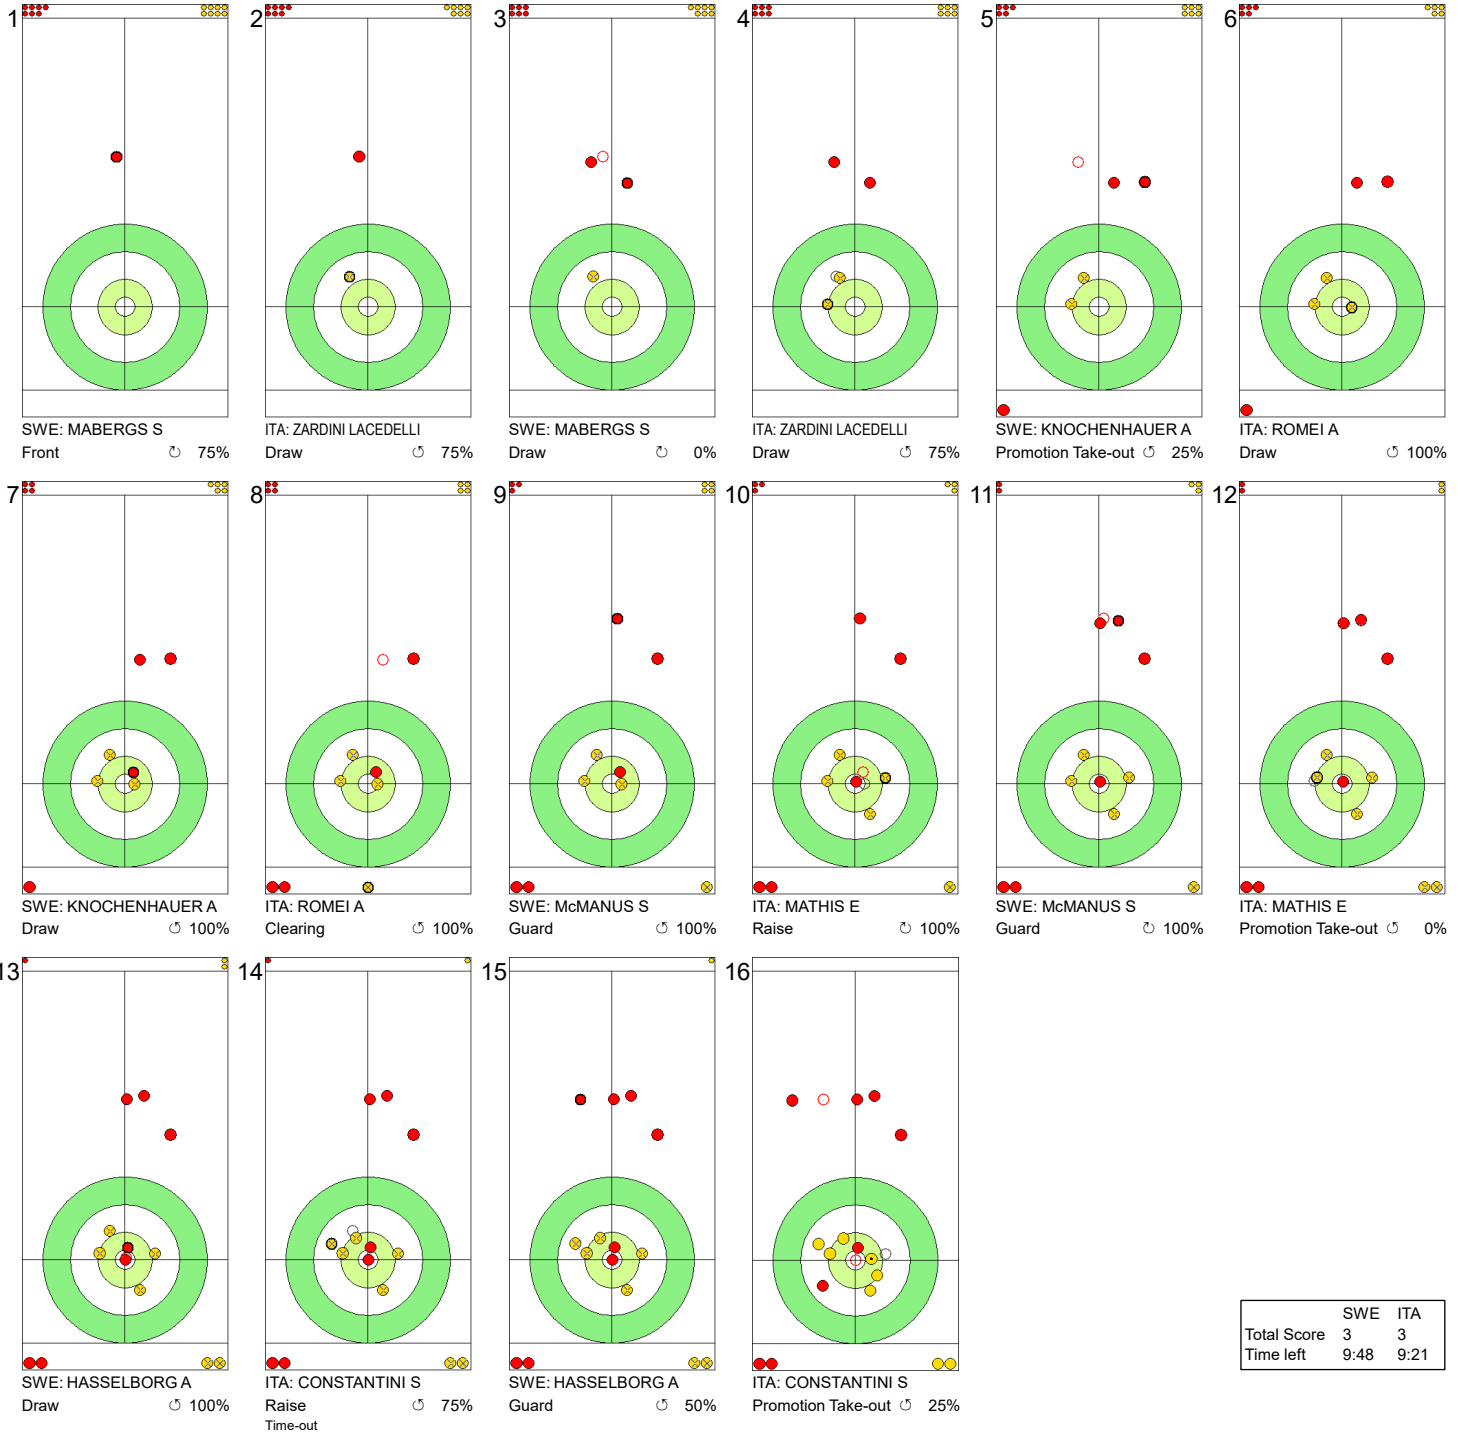 1
2
3
4
5
6
SWE: MABERGS S
Front ↻ 75%
ITA: ZARDINI LACEDELLI
Draw ↺ 75%
SWE: MABERGS S
Draw ↻ 0%
ITA: ZARDINI LACEDELLI
Draw ↺ 75%
SWE: KNOCHENHAUER A
Promotion Take-out ↺ 25%
ITA: ROMEI A
Draw ↺ 100%
7
8
9
10
11
12
SWE: KNOCHENHAUER A
Draw ↺ 100%
ITA: ROMEI A
Clearing ↺ 100%
SWE: McMANUS S
Guard ↺ 100%
ITA: MATHIS E
Raise ↻ 100%
SWE: McMANUS S
Guard ↻ 100%
ITA: MATHIS E
Promotion Take-out ↺ 0%
13
14
15
16
SWE: HASSELBORG A
Draw ↺ 100%
ITA: CONSTANTINI S
Raise ↺ 75%
Time-out
SWE: HASSELBORG A
Guard ↺ 50%
ITA: CONSTANTINI S
Promotion Take-out ↺ 25%
SWE ITA
Total Score 3 3
Time left 9:48 9:21